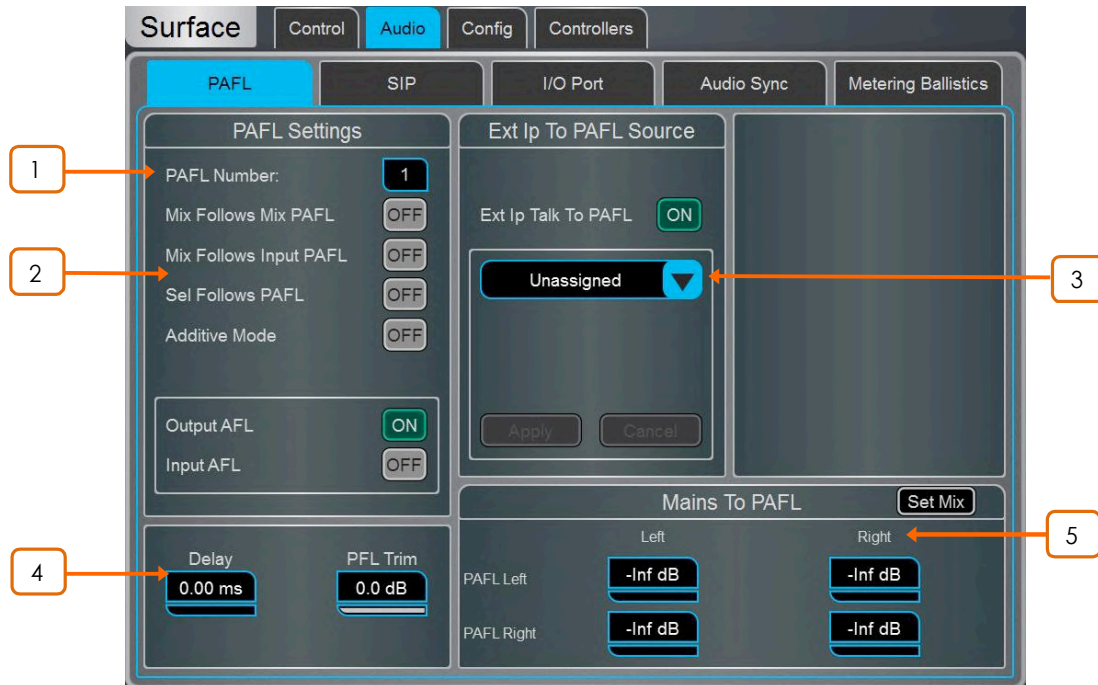 Surface
Control
Audio
Config
Controllers
PAFL
SIP
I/O Port
Audio Sync
Metering Ballistics
PAFL Settings
1
PAFL Number: 1
Mix Follows Mix PAFL OFF
Mix Follows Input PAFL OFF
2
Sel Follows PAFL OFF
Additive Mode OFF
Output AFL ON
Input AFL OFF
Ext Ip To PAFL Source
Ext Ip Talk To PAFL ON
Unassigned
3
Apply Cancel
4
Delay PFL Trim
0.00 ms 0.0 dB
Mains To PAFL Set Mix
Left Right
5
PAFL Left -Inf dB -Inf dB
PAFL Right -Inf dB -Inf dB